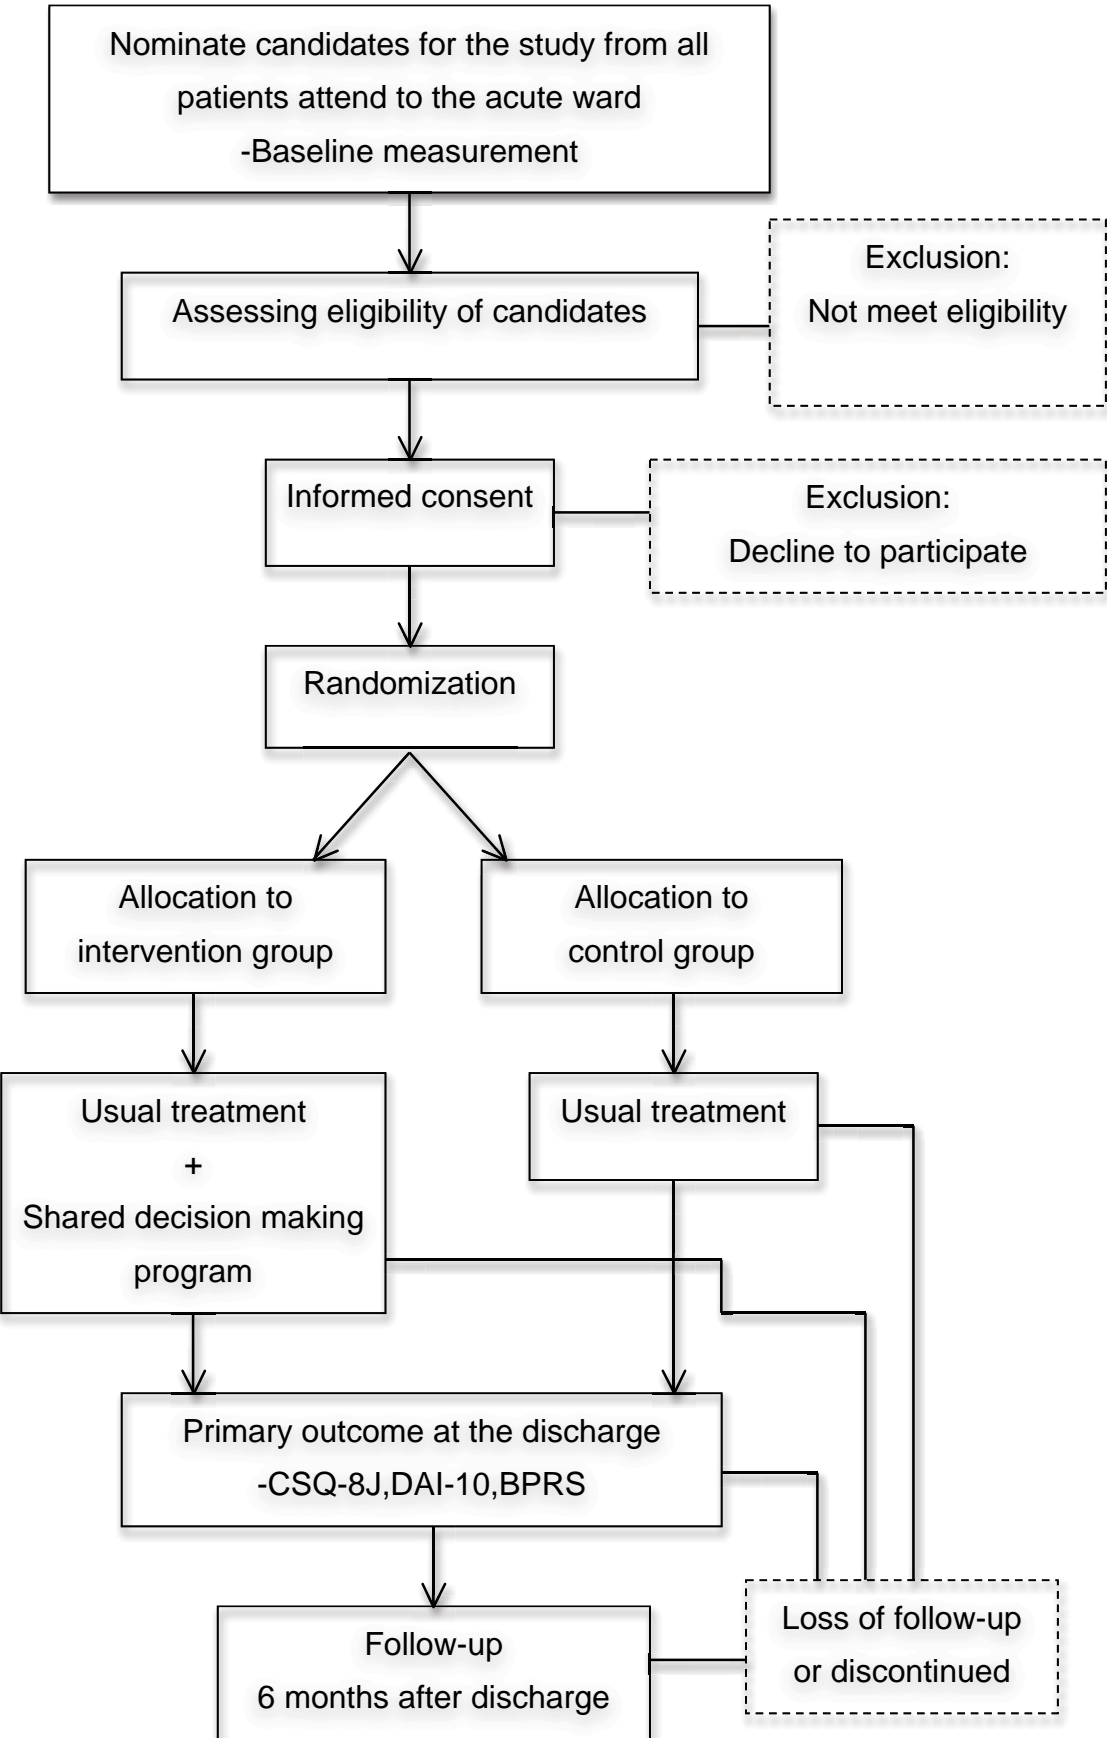 Nominate candidates for the study from all
patients attend to the acute ward
-Baseline measurement
Assessing eligibility of candidates
Exclusion:
Not meet eligibility
Informed consent
Exclusion:
Decline to participate
Randomization
Allocation to
intervention group
Allocation to
control group
Usual treatment
+
Shared decision making
program
Usual treatment
Primary outcome at the discharge
-CSQ-8J,DAI-10,BPRS
Loss of follow-up
or discontinued
Follow-up
6 months after discharge